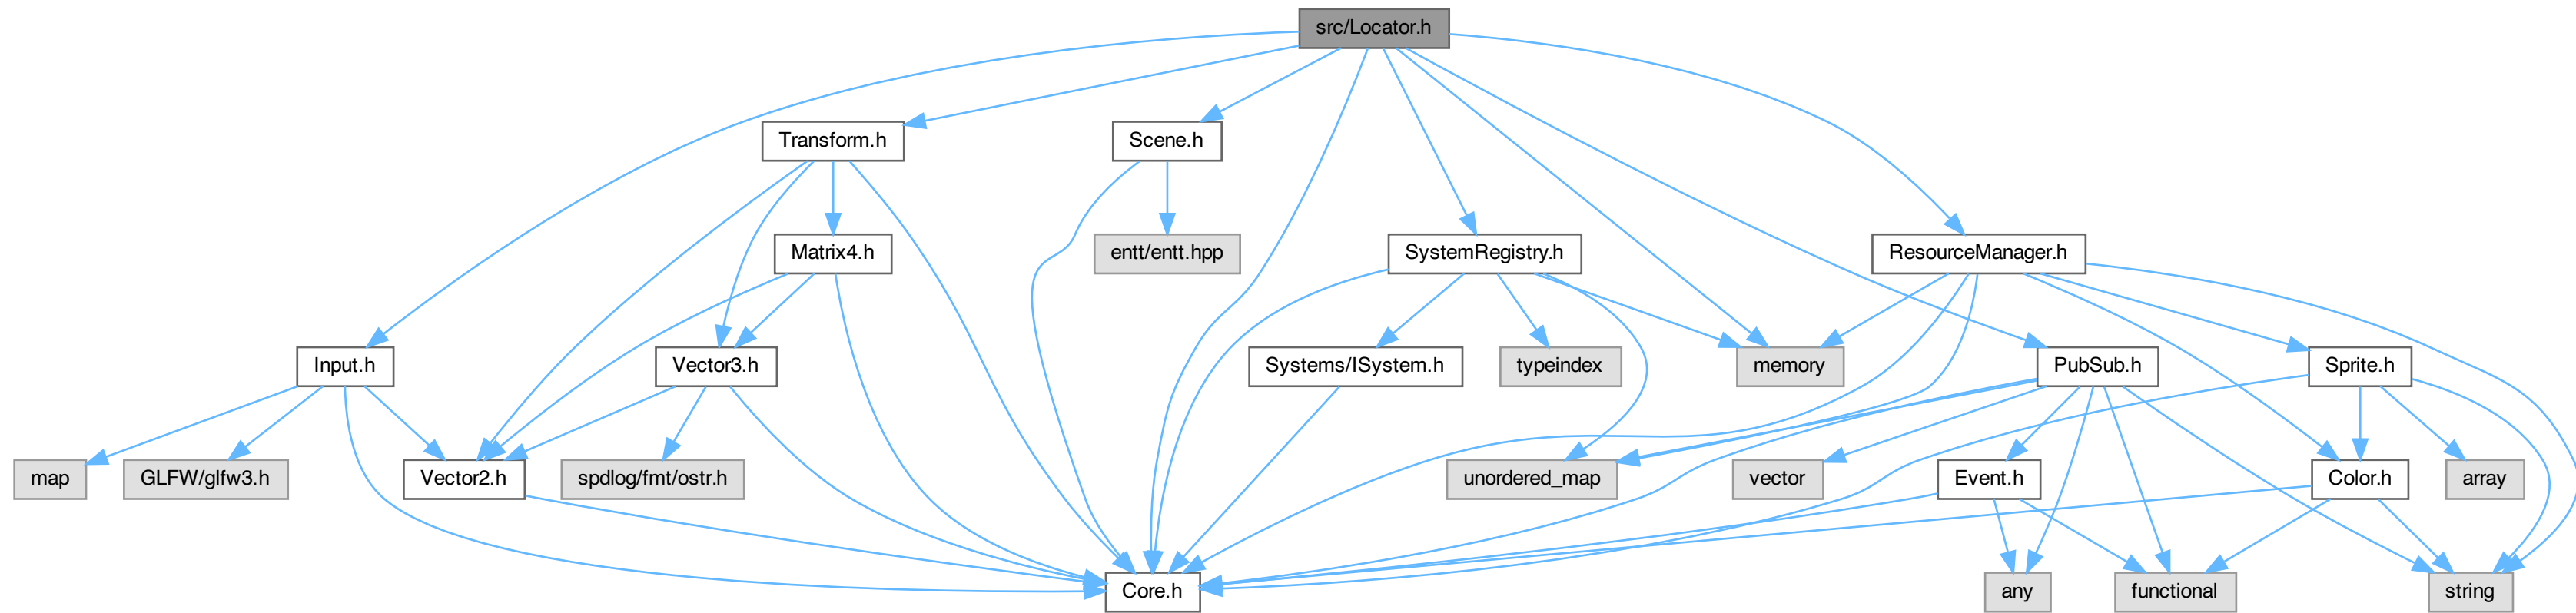 src/Locator.h
Transform.h
Scene.h
Matrix4.h
entt/entt.hpp
SystemRegistry.h
ResourceManager.h
Input.h
Vector3.h
Systems/ISystem.h
typeindex
memory
PubSub.h
Sprite.h
map
GLFW/glfw3.h
Vector2.h
spdlog/fmt/ostr.h
unordered_map
vector
Event.h
Color.h
array
Core.h
any
functional
string